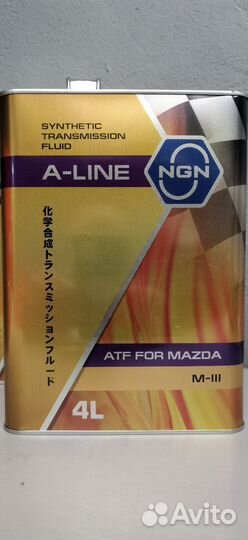 SYNTHETIC
TRANSMISSION
FLUID
A-LINE
NGN
化学合成トランスミッションフルード
ATF FOR MAZDA
M-III
4L
Avito